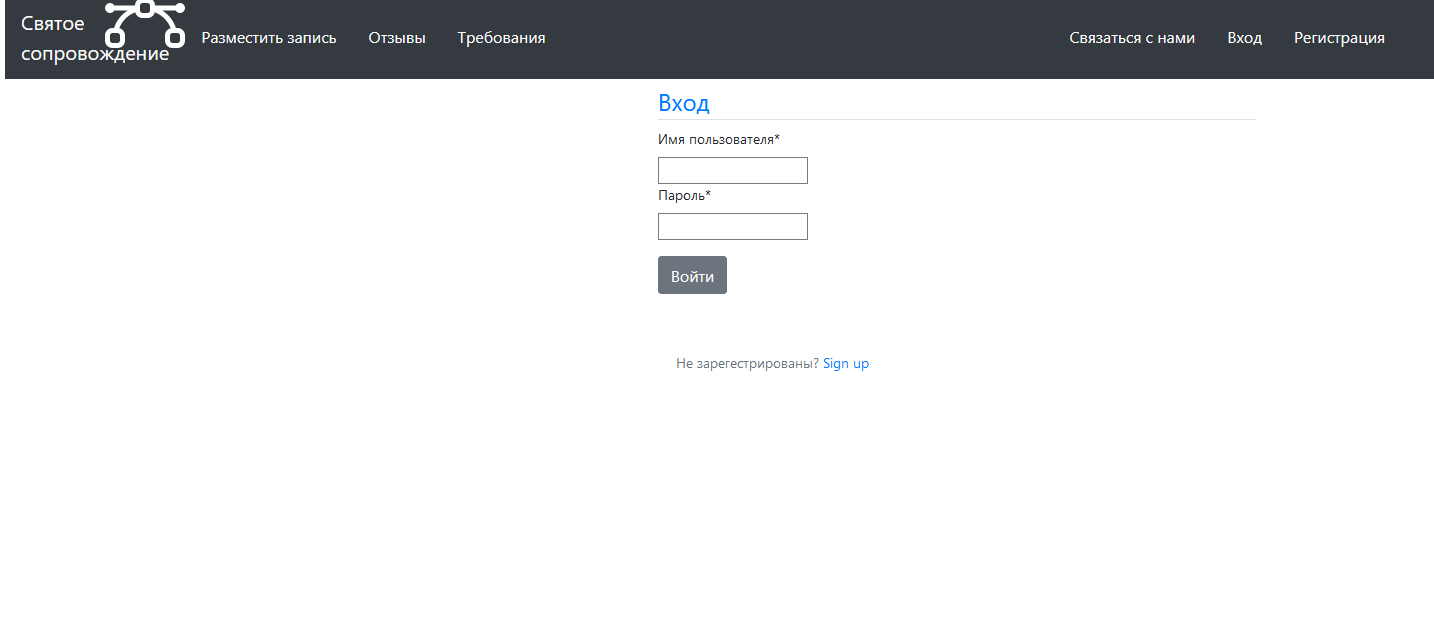 Святое
сопровождение
Разместить запись Отзывы Требования Связаться с нами Вход Регистрация
Вход
Имя пользователя*
Пароль*
Войти
Не зарегестрированы? Sign up